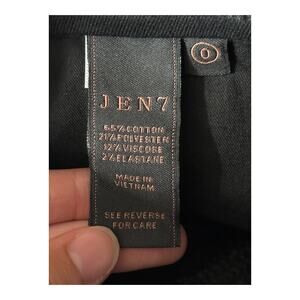 0
JEN7
65% COTTON
21% POLYESTER
12% VISCOSE
2% ELASTANE
MADE IN
VIETNAM
SEE REVERSE
FOR CARE